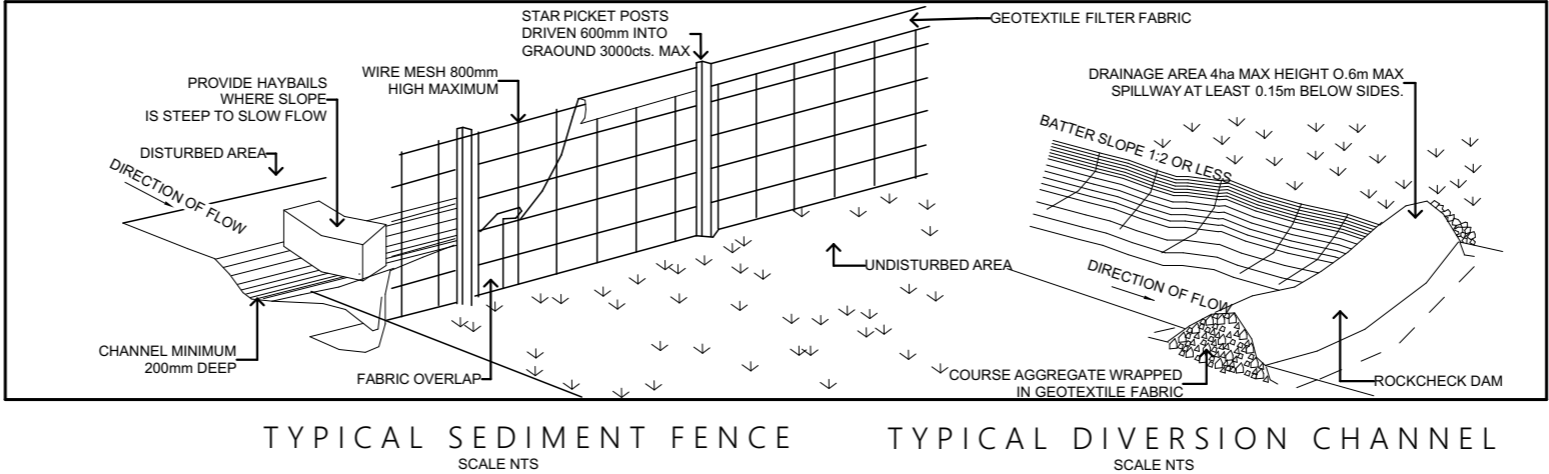 STAR PICKET POSTS
DRIVEN 600mm INTO
GRAOUND 3000cts. MAX
GEOTEXTILE FILTER FABRIC
PROVIDE HAYBAILS
WHERE SLOPE
IS STEEP TO SLOW FLOW
WIRE MESH 800mm
HIGH MAXIMUM
DISTURBED AREA
DIRECTION OF FLOW
CHANNEL MINIMUM
200mm DEEP
FABRIC OVERLAP
UNDISTURBED AREA
DRAINAGE AREA 4ha MAX HEIGHT O.6m MAX
SPILLWAY AT LEAST 0.15m BELOW SIDES.
BATTER SLOPE 1:2 OR LESS
DIRECTION OF FLOW
COURSE AGGREGATE WRAPPED
IN GEOTEXTILE FABRIC
ROCKCHECK DAM
TYPICAL SEDIMENT FENCE
SCALE NTS
TYPICAL DIVERSION CHANNEL
SCALE NTS